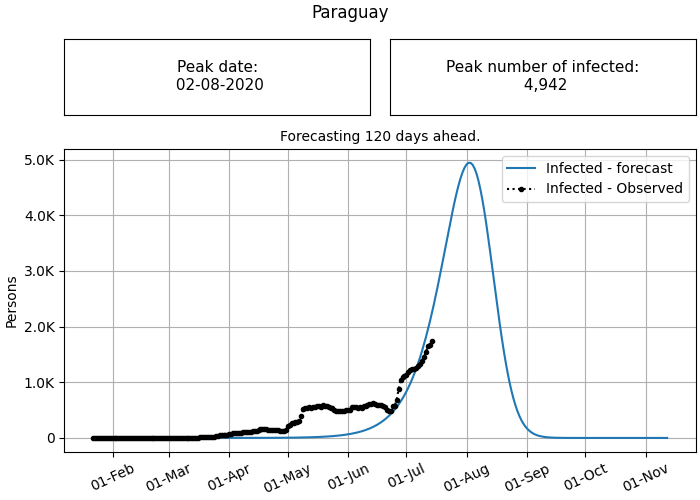 Paraguay
Peak date:
02-08-2020
Peak number of infected:
4,942
Forecasting 120 days ahead.
Infected - forecast
Infected - Observed
5.0K
4.0K
3.0K
2.0K
1.0K
0
Persons
01-Feb
01-Mar
01-Apr
01-May
01-Jun
01-Jul
01-Aug
01-Sep
01-Oct
01-Nov